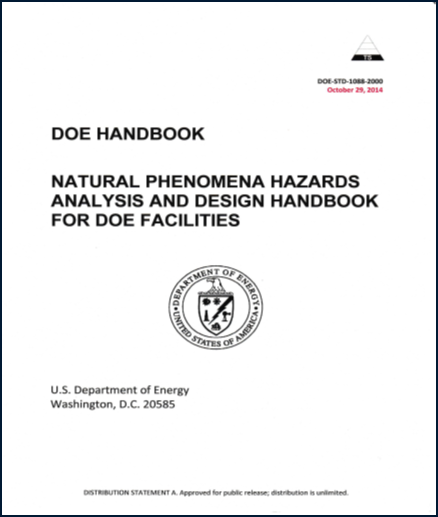 TS
DOE-STD-1088-2000
October 29, 2014
DOE HANDBOOK
NATURAL PHENOMENA HAZARDS
ANALYSIS AND DESIGN HANDBOOK
FOR DOE FACILITIES
DEPARTMENT OF ENERGY
UNITED STATES OF AMERICA
U.S. Department of Energy
Washington, D.C. 20585
DISTRIBUTION STATEMENT A. Approved for public release; distribution is unlimited.